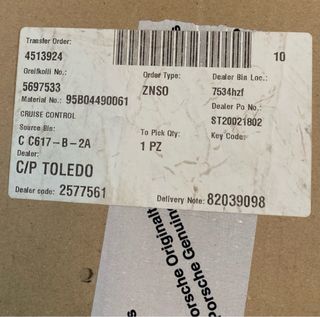 Transfer Order: 10
4513924
Greifkolli No.: Order Type: Dealer Bin Loc.:
5697533 ZNSO 7534hzf
Material No.: 95B04490061 Dealer Po No.:
CRUISE CONTROL ST20021802
Source Bin: To Pick Qty: Key Code:
C C617-B-2A 1 PZ
Dealer:
C/P TOLEDO
Dealer code: 2577561 Delivery Note: 82039098
Porsche Originalt
Porsche Genuin